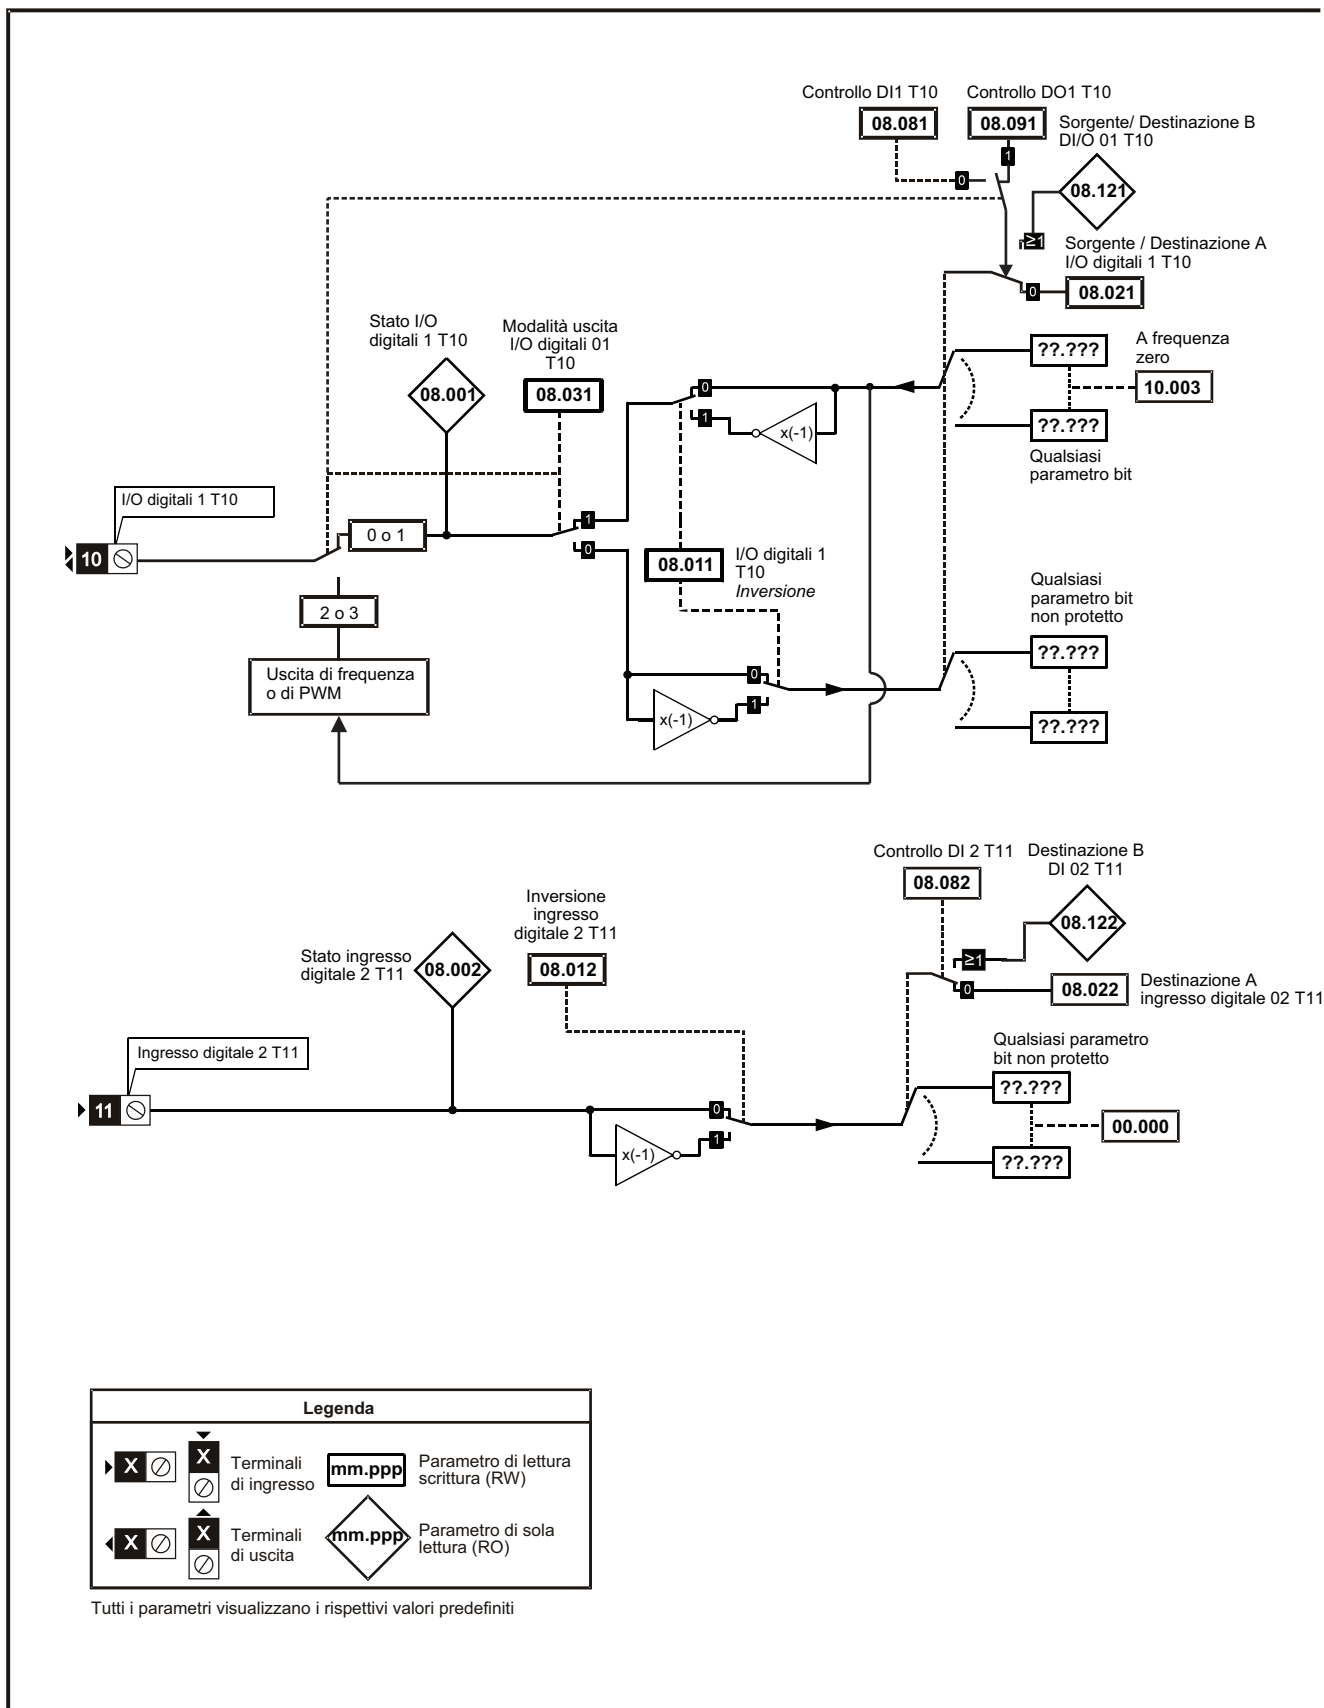 Controllo DI1 T10
Controllo DO1 T10
08.081
08.091
Sorgente/ Destinazione B
DI/O 01 T10
1
0
08.121
≥1
Sorgente / Destinazione A
I/O digitali 1 T10
0
08.021
Stato I/O
digitali 1 T10
08.001
Modalità uscita
I/O digitali 01
T10
08.031
0
1
x(-1)
??.???
??.???
A frequenza
zero
10.003
Qualsiasi
parametro bit
I/O digitali 1 T10
10
0 o 1
1
0
08.011
I/O digitali 1
T10
Inversione
2 o 3
Uscita di frequenza
o di PWM
0
1
x(-1)
Qualsiasi
parametro bit
non protetto
??.???
??.???
Controllo DI 2 T11
08.082
Destinazione B
DI 02 T11
08.122
≥1
0
08.022
Destinazione A
ingresso digitale 02 T11
Inversione
ingresso
digitale 2 T11
08.012
Stato ingresso
digitale 2 T11
08.002
Ingresso digitale 2 T11
11
0
1
x(-1)
Qualsiasi parametro
bit non protetto
??.???
??.???
00.000
Legenda
X
X
Terminali
di ingresso
mm.ppp
Parametro di lettura
scrittura (RW)
X
X
Terminali
di uscita
mm.ppp
Parametro di sola
lettura (RO)
Tutti i parametri visualizzano i rispettivi valori predefiniti